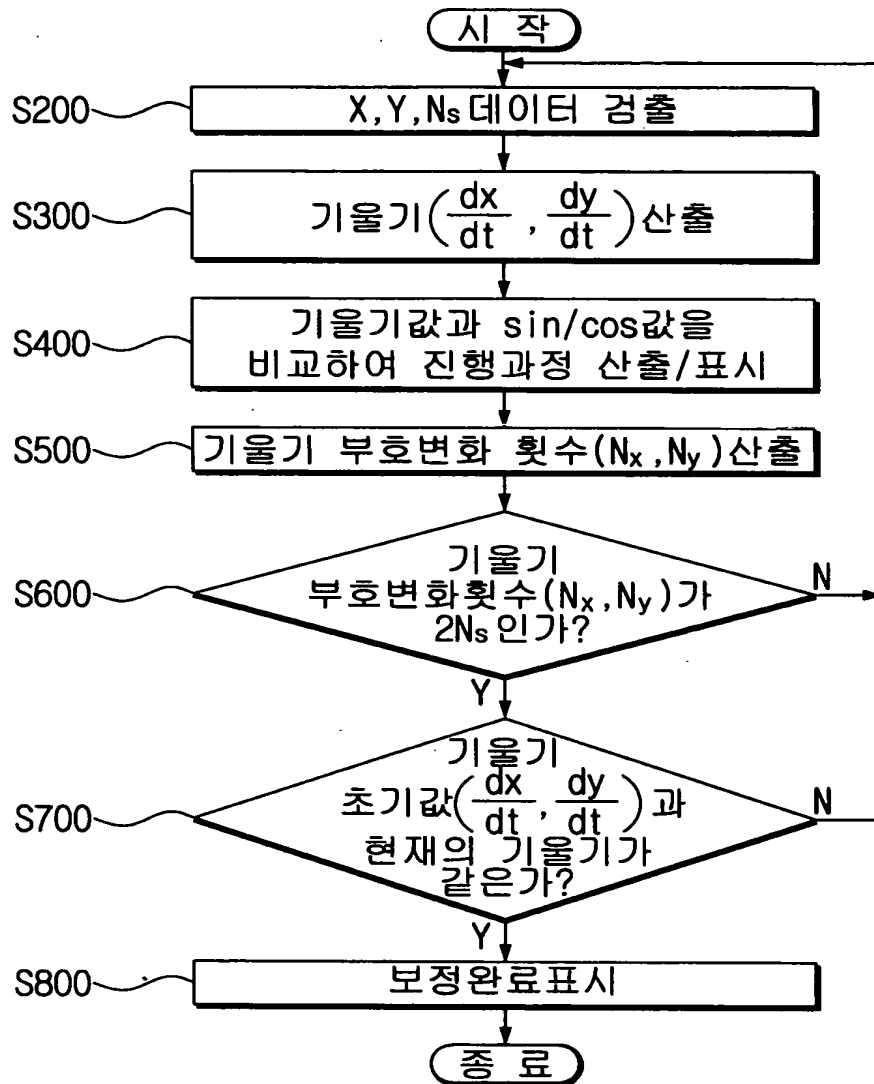 시 작
S200
X,Y,Ns데이터 검출
S300
기울기(dx/dt , dy/dt)산출
S400
기울기값과 sin/cos값을
비교하여 진행과정 산출/표시
S500
기울기 부호변화 횟수(Nx,Ny)산출
S600
기울기
부호변화횟수(Nx,Ny)가
2Ns인가?
N
Y
S700
기울기
초기값(dx/dt, dy/dt)과
현재의 기울기가
같은가?
N
Y
S800
보정완료표시
종 료